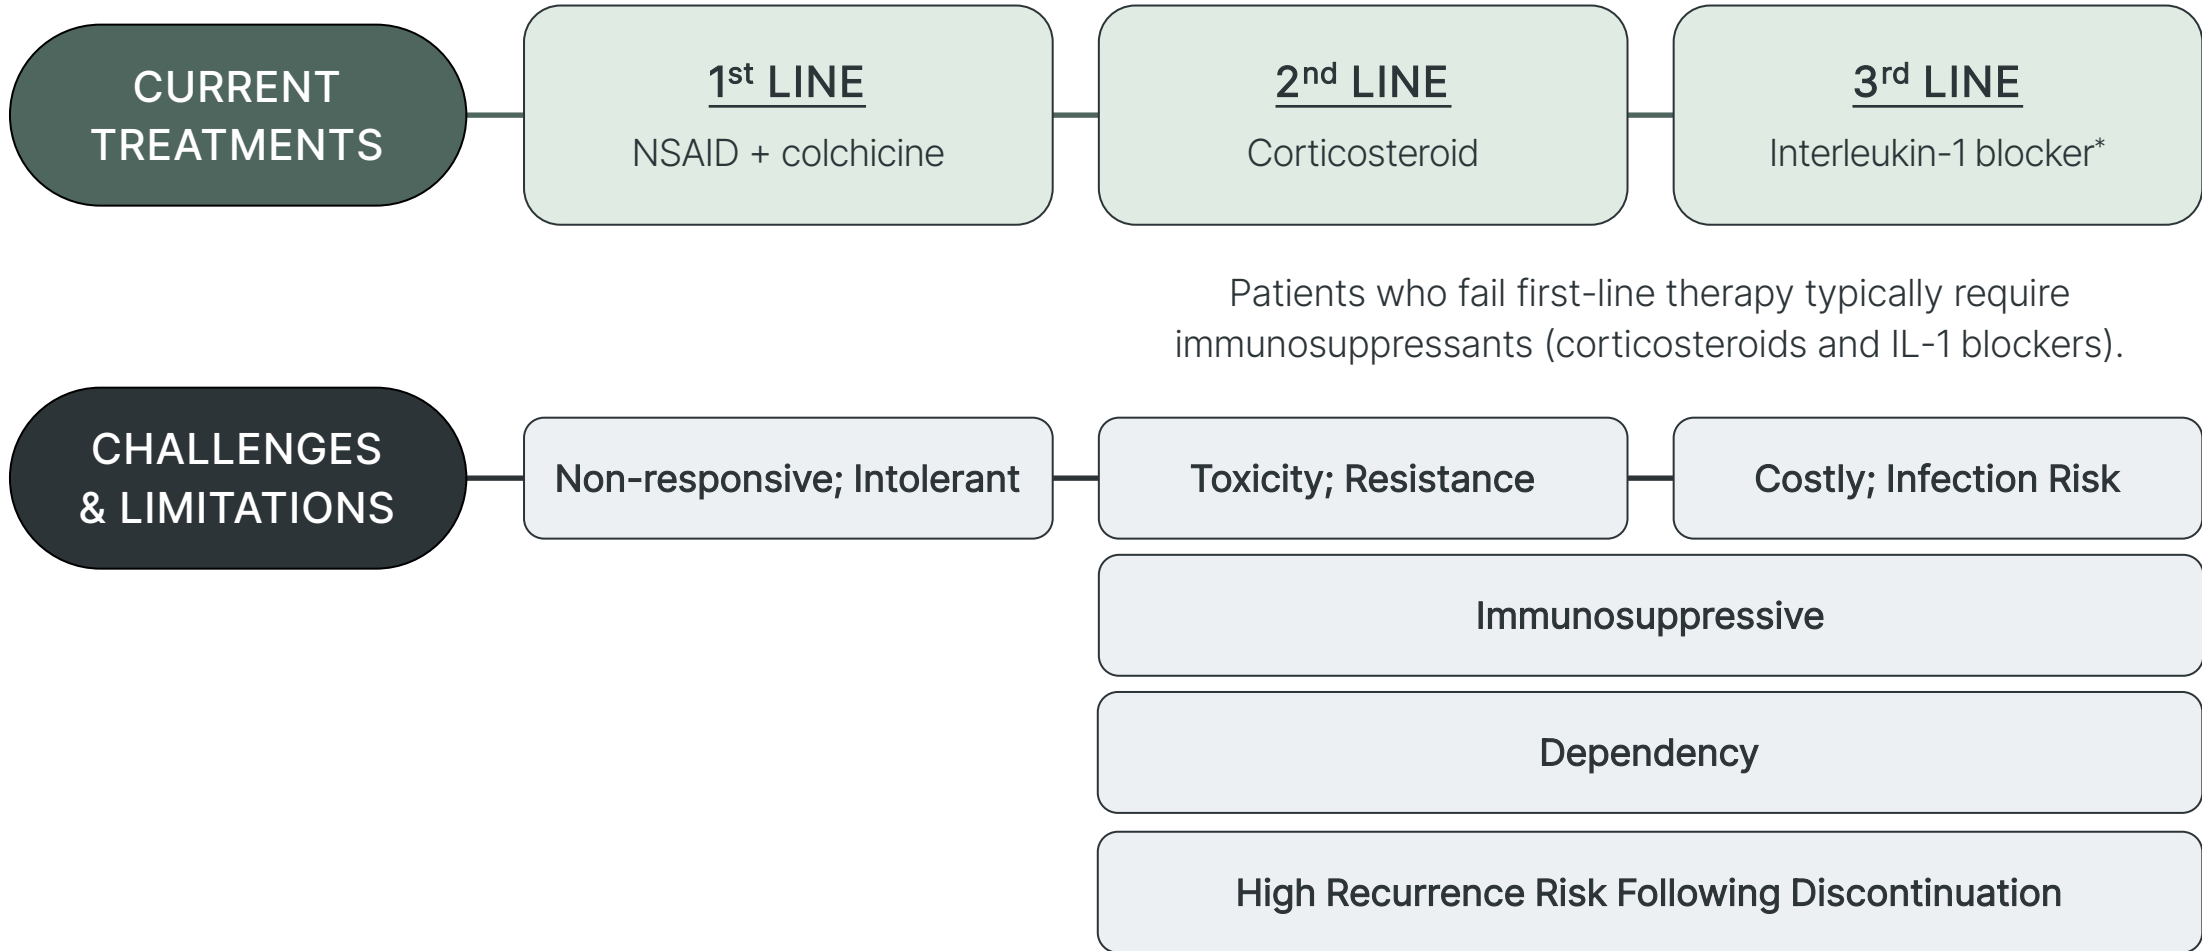 CURRENT
TREATMENTS
1st LINE
NSAID + colchicine
2nd LINE
Corticosteroid
3rd LINE
Interleukin-1 blocker*
Patients who fail first-line therapy typically require
immunosuppressants (corticosteroids and IL-1 blockers).
CHALLENGES
& LIMITATIONS
Non-responsive; Intolerant
Toxicity; Resistance
Costly; Infection Risk
Immunosuppressive
Dependency
High Recurrence Risk Following Discontinuation